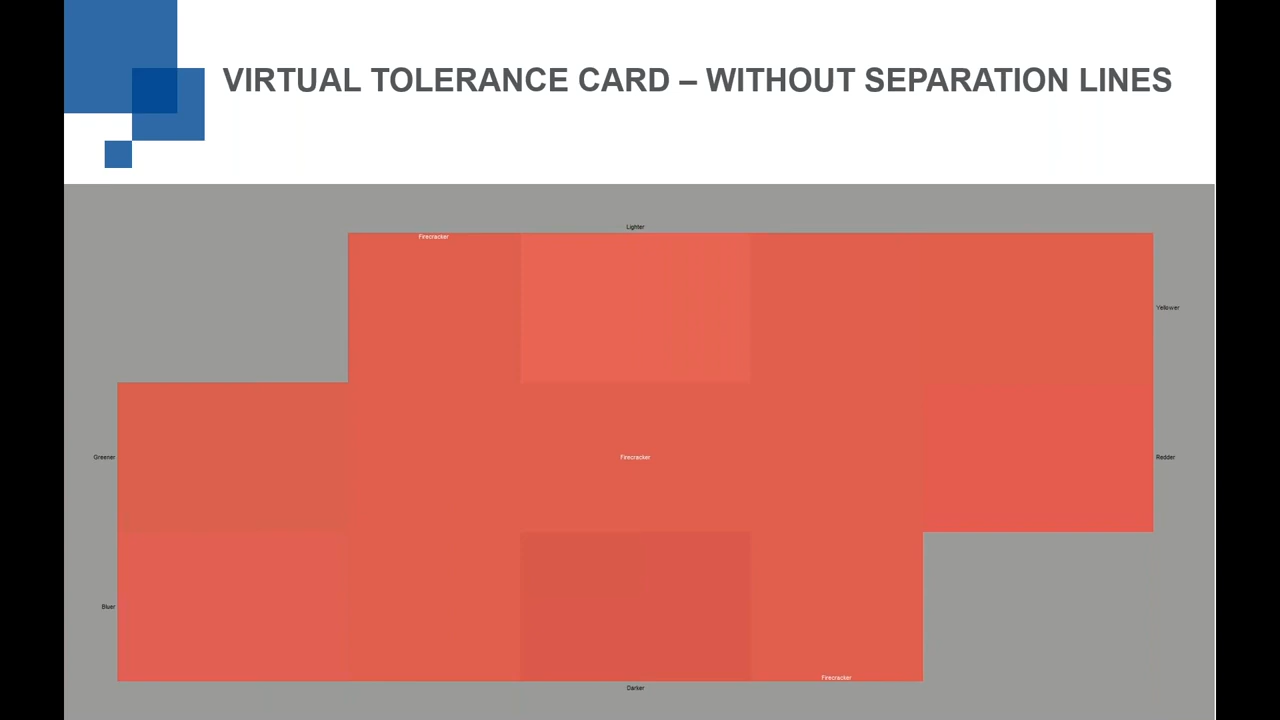 VIRTUAL TOLERANCE CARD – WITHOUT SEPARATION LINES
Lighter
Firecracker
Yellower
Greener
Firecracker
Redder
Bluer
Firecracker
Darker